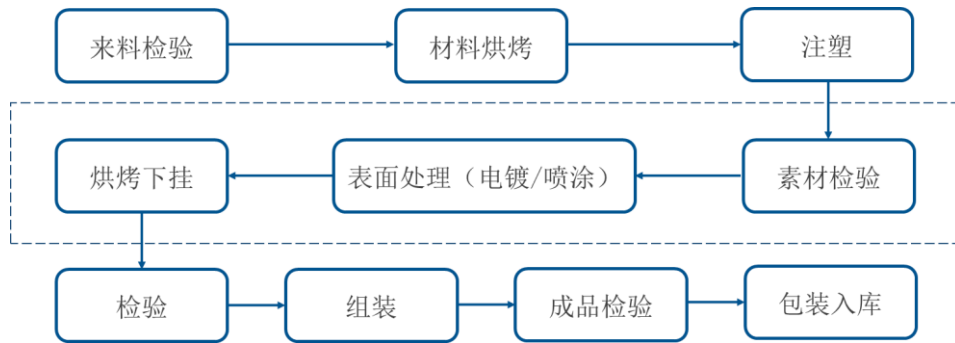 来料检验
材料烘烤
注塑
烘烤下挂
表面处理（电镀/喷涂）
素材检验
检验
组装
成品检验
包装入库